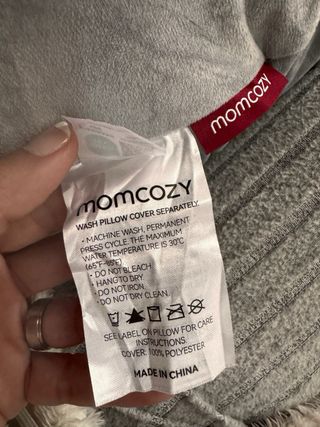 momcozy
momcozy
WASH PILLOW COVER SEPARATELY.
• MACHINE WASH, PERMANENT
PRESS CYCLE. THE MAXIMUM
WATER TEMPERATURE IS 30°C
(65°F-85°F)
• DO NOT BLEACH
• HANG TO DRY
• DO NOT IRON
• DO NOT DRY CLEAN.
SEE LABEL ON PILLOW FOR CARE
INSTRUCTIONS.
COVER: 100% POLYESTER
MADE IN CHINA